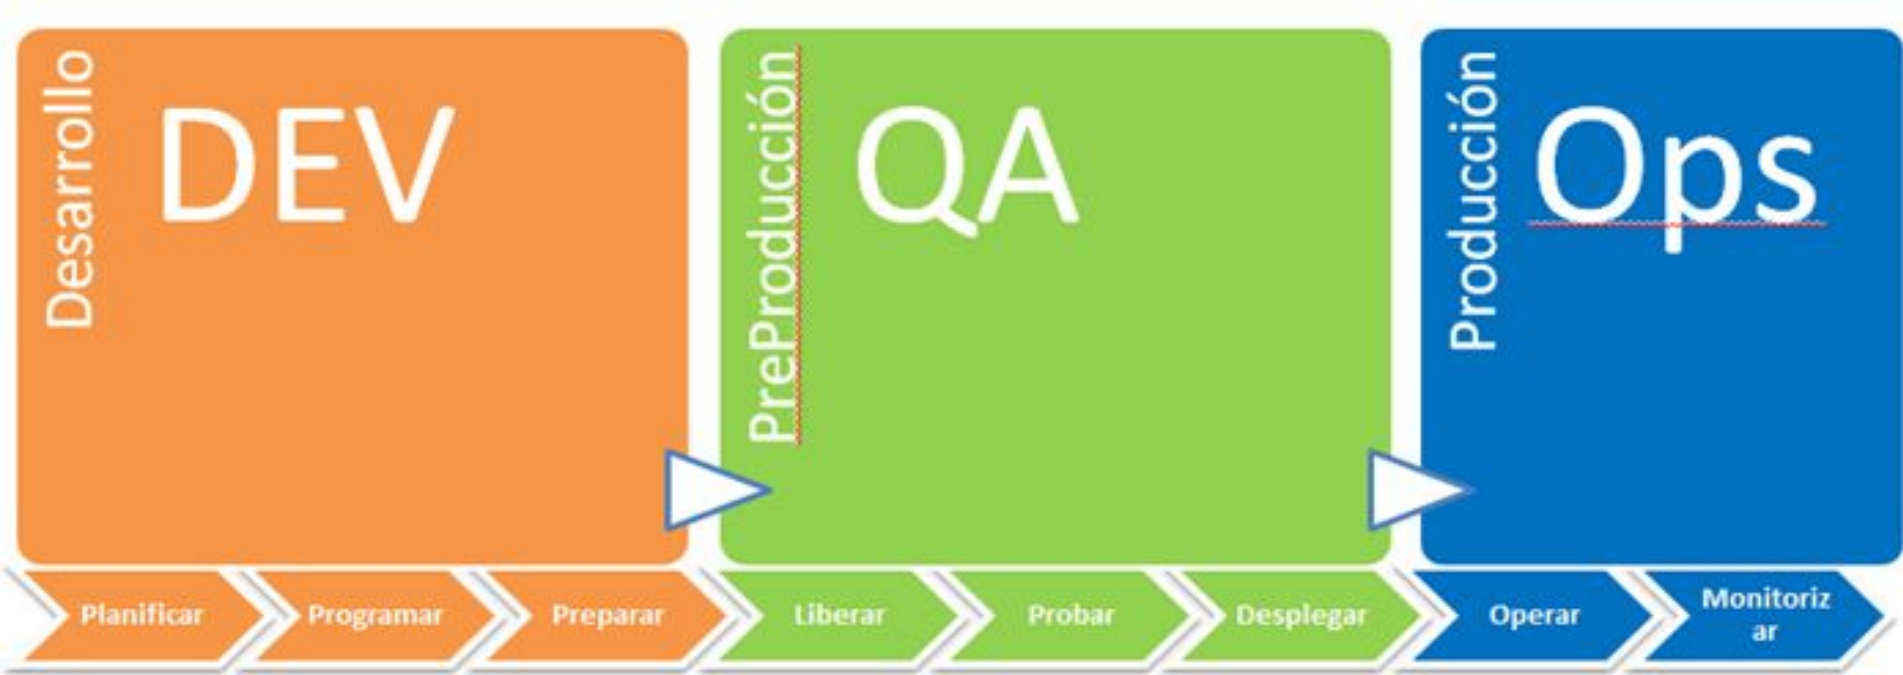 Desarrollo
DEV
PreProducción
QA
Producción
Ops
Planificar
Programar
Preparar
Liberar
Probar
Desplegar
Operar
Monitoriz
ar